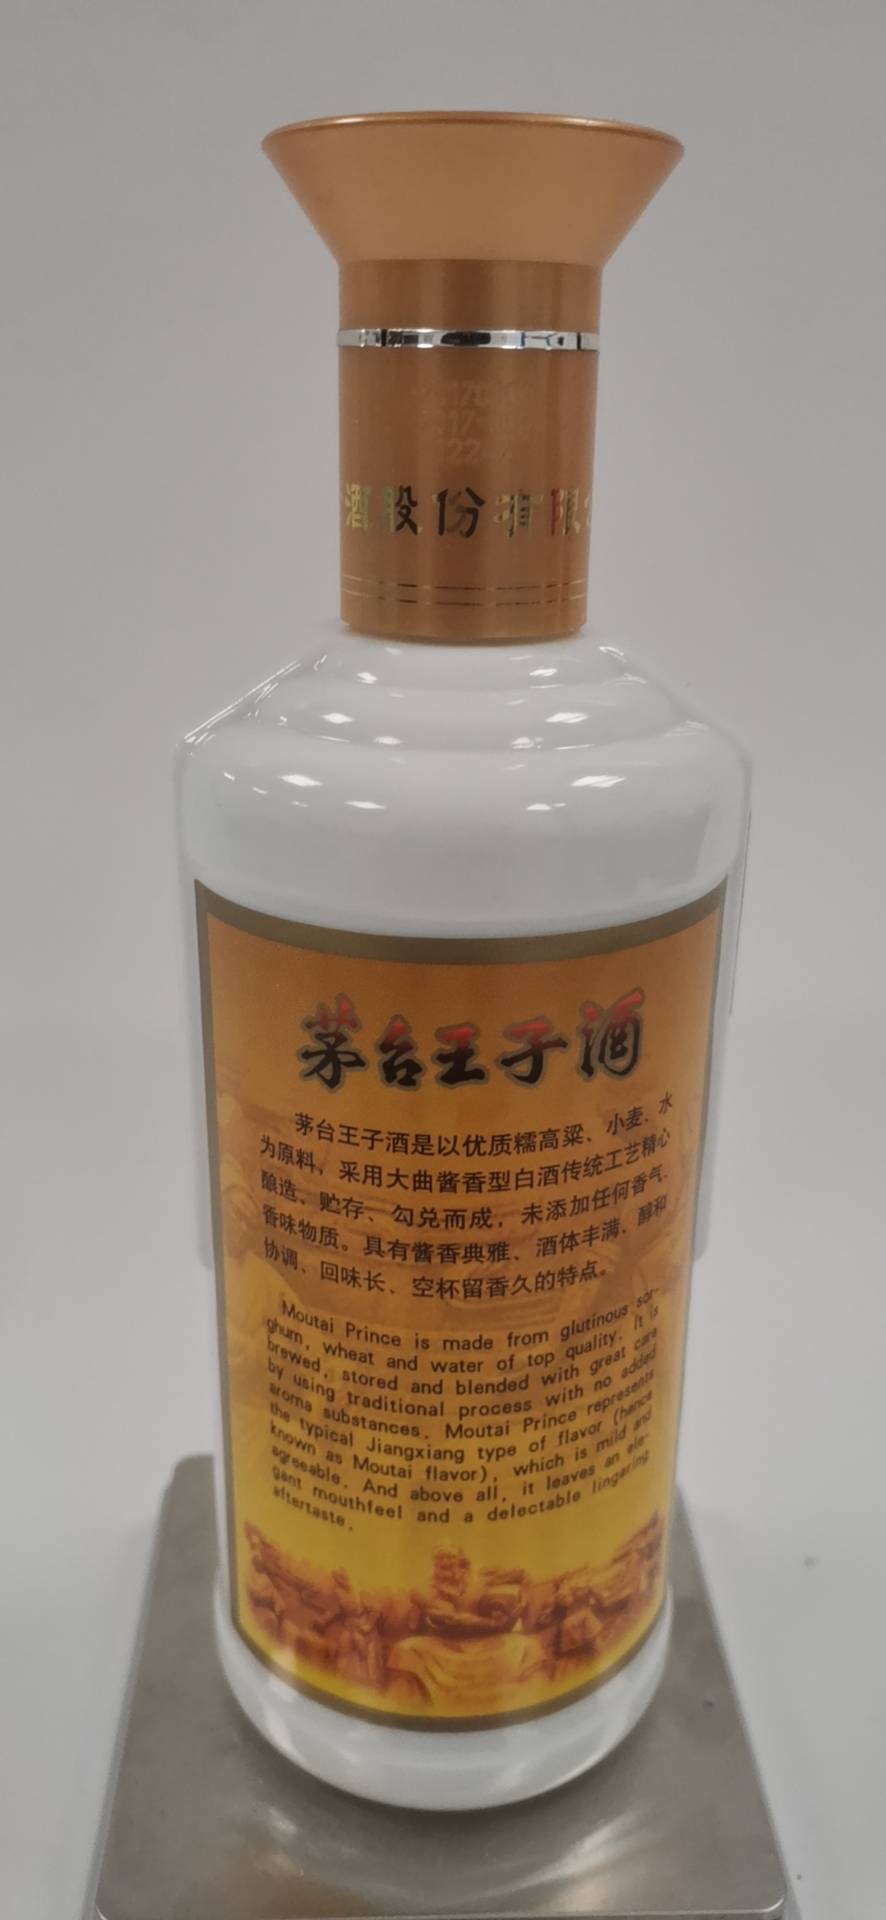 酒股份有限
茅台王子酒
茅台王子酒是以优质糯高粱、小麦、水
为原料，采用大曲酱香型白酒传统工艺精心
酿造、贮存、勾兑而成，未添加任何香气、
香味物质。具有酱香典雅、酒体丰满、醇和
协调、回味长、空杯留香久的特点。
Moutai Prince is made from glutinous sor-
ghum, wheat and water of top quality. It is
brewed, stored and blended with great care
by using traditional process with no added
aroma substances. Moutai Prince represents
the typical Jiangxiang type of flavor (hence
known as Moutai flavor), which is mild and
agreeable. And above all, it leaves an ele-
gant mouthfeel and a delectable lingering
aftertaste.